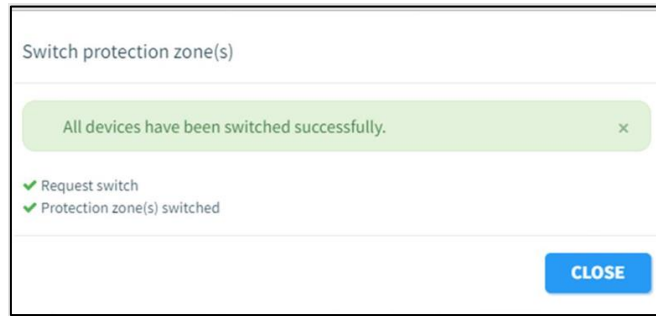 Switch protection zone(s)
All devices have been switched successfully. ×
✔ Request switch
✔ Protection zone(s) switched
CLOSE